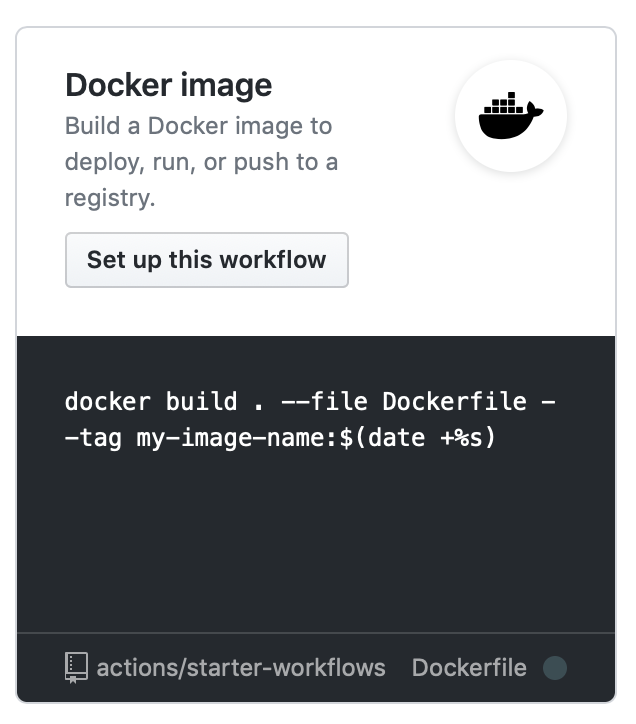 Docker image
Build a Docker image to
deploy, run, or push to a
registry.
Set up this workflow
docker build . --file Dockerfile -
-tag my-image-name:$(date +%s)
actions/starter-workflows Dockerfile